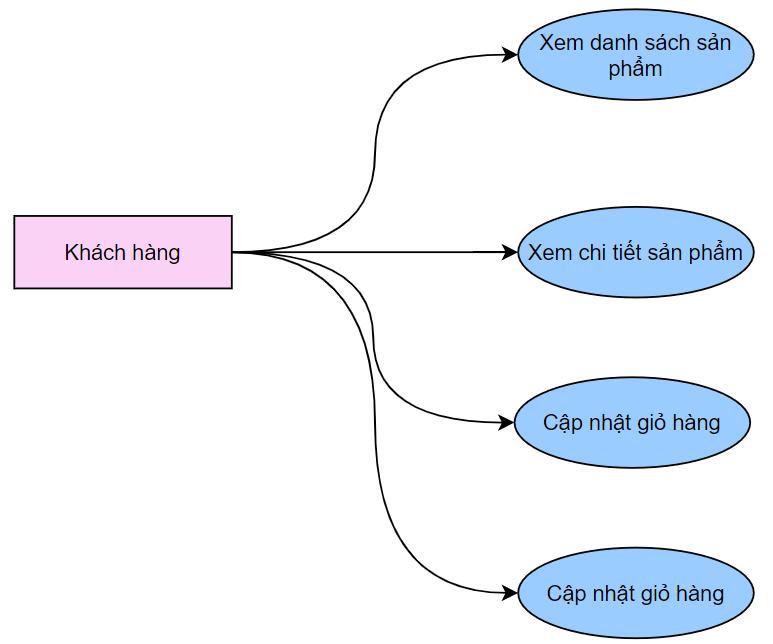 Xem danh sách sản
phẩm
Khách hàng
Xem chi tiết sản phẩm
Cập nhật giỏ hàng
Cập nhật giỏ hàng